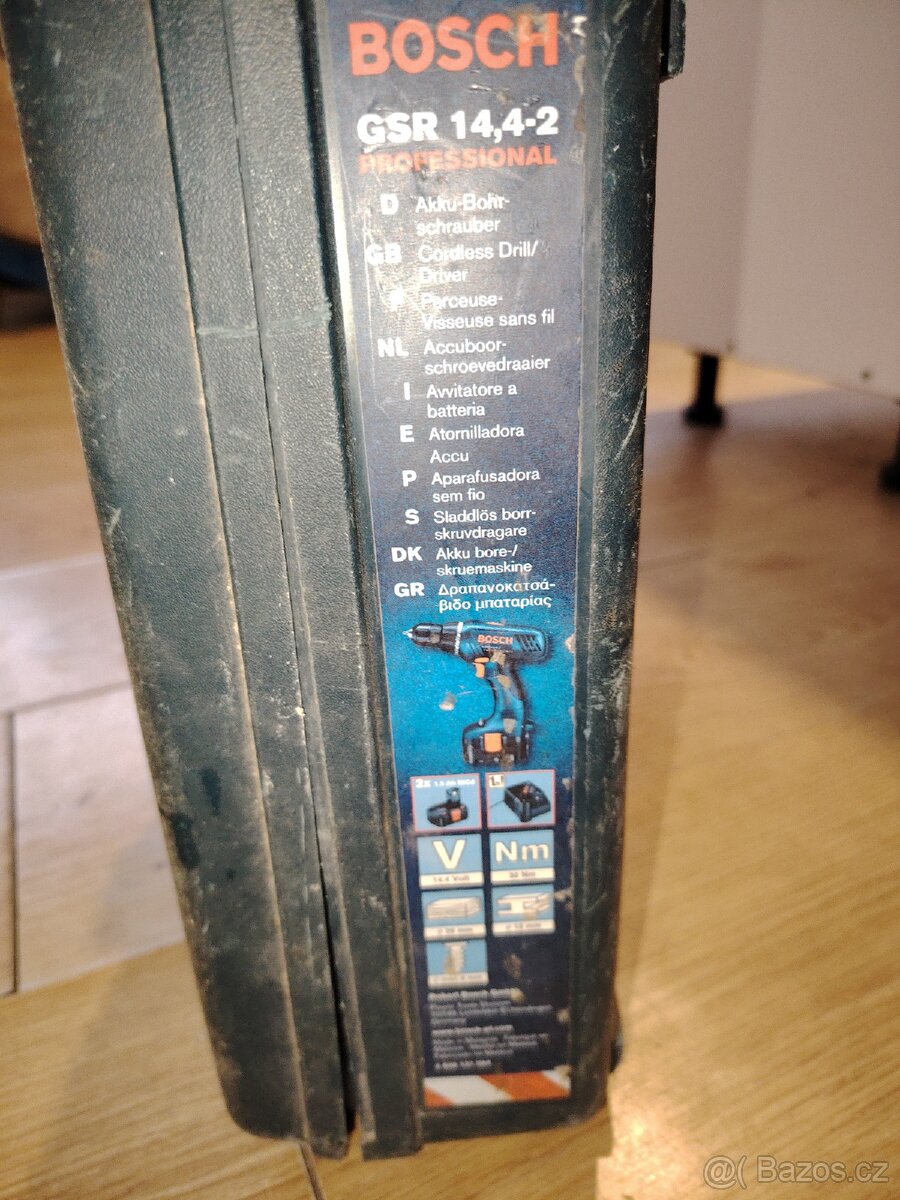 BOSCH
GSR 14,4-2
PROFESSIONAL
D Akku-Bohr-
schrauber
GB Cordless Drill/
Driver
F Perceuse-
Visseuse sans fil
NL Accuboor-
schroevedraaier
I Avvitatore a
batteria
E Atornilladora
Accu
P Aparafusadora
sem fio
S Sladdlös borr-
skruvdragare
DK Akku bore-/
skruemaskine
GR Δραπανοκατσά-
βιδο μπαταρίας
BOSCH
2x
1x
V Nm
14.4 Volt
@( Bazos.cz